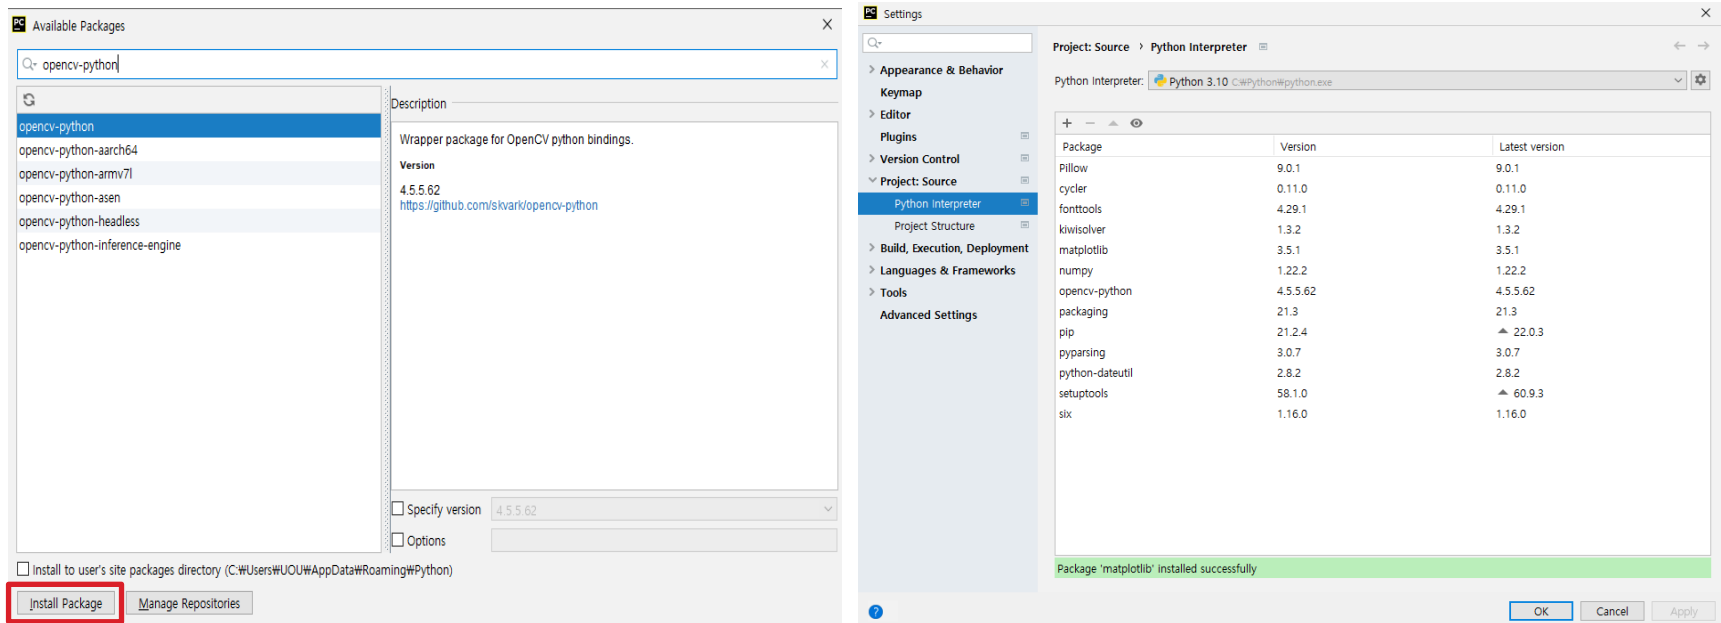 Available Packages
opencv-python
opencv-python
opencv-python-aarch64
opencv-python-armv7l
opencv-python-asen
opencv-python-headless
opencv-python-inference-engine
Description
Wrapper package for OpenCV python bindings.
Version
4.5.5.62
https://github.com/skvark/opencv-python
Specify version 4.5.5.62
Options
Install to user's site packages directory (C:₩Users₩UOU₩AppData₩Roaming₩Python)
Install Package Manage Repositories
Settings
Appearance & Behavior
Keymap
Editor
Plugins
Version Control
Project: Source
Python Interpreter
Project Structure
Build, Execution, Deployment
Languages & Frameworks
Tools
Advanced Settings
Project: Source › Python Interpreter
Python Interpreter: Python 3.10 C:₩Python₩python.exe
Package Version Latest version
Pillow 9.0.1 9.0.1
cycler 0.11.0 0.11.0
fonttools 4.29.1 4.29.1
kiwisolver 1.3.2 1.3.2
matplotlib 3.5.1 3.5.1
numpy 1.22.2 1.22.2
opencv-python 4.5.5.62 4.5.5.62
packaging 21.3 21.3
pip 21.2.4 22.0.3
pyparsing 3.0.7 3.0.7
python-dateutil 2.8.2 2.8.2
setuptools 58.1.0 60.9.3
six 1.16.0 1.16.0
Package 'matplotlib' installed successfully
OK Cancel Apply